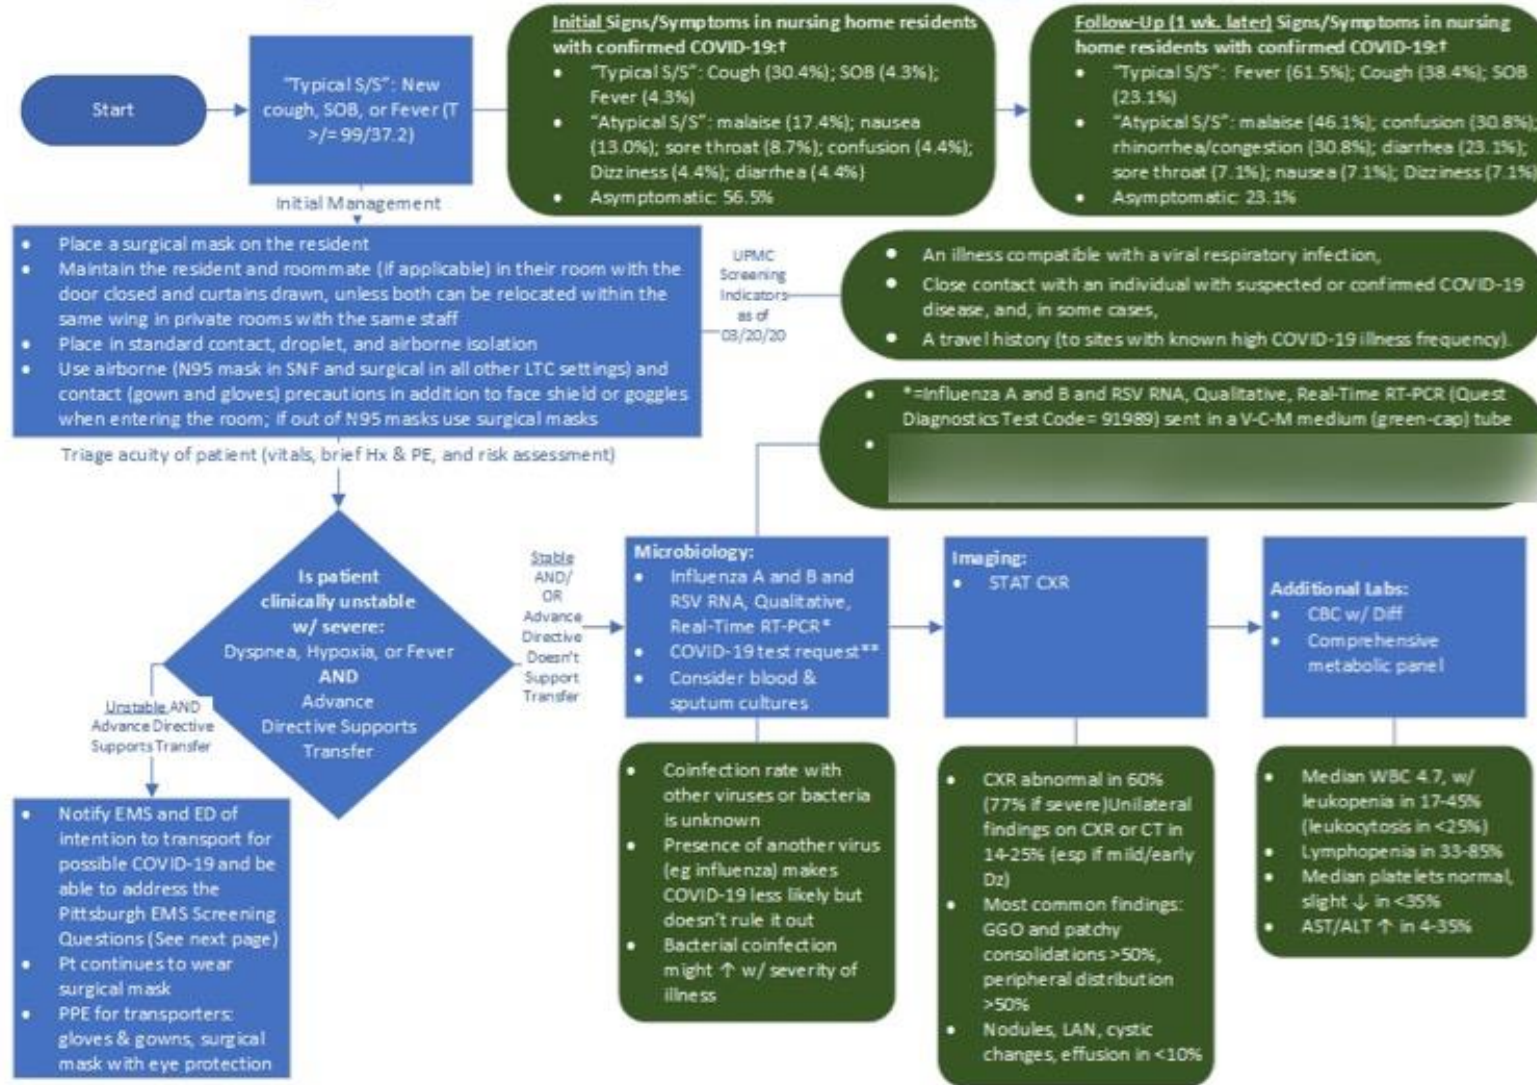 Start
"Typical S/S": New
cough, SOB, or Fever (T
>/= 99/37.2)
Initial Signs/Symptoms in nursing home residents
with confirmed COVID-19:†
• "Typical S/S": Cough (30.4%); SOB (4.3%);
Fever (4.3%)
• "Atypical S/S": malaise (17.4%); nausea
(13.0%); sore throat (8.7%); confusion (4.4%);
Dizziness (4.4%); diarrhea (4.4%)
• Asymptomatic: 56.5%
Follow-Up (1 wk. later) Signs/Symptoms in nursing
home residents with confirmed COVID-19:†
• "Typical S/S": Fever (61.5%); Cough (38.4%); SOB
(23.1%)
• "Atypical S/S": malaise (46.1%); confusion (30.8%);
rhinorrhea/congestion (30.8%); diarrhea (23.1%);
sore throat (7.1%); nausea (7.1%); Dizziness (7.1%)
• Asymptomatic: 23.1%
Initial Management
• Place a surgical mask on the resident
• Maintain the resident and roommate (if applicable) in their room with the
door closed and curtains drawn, unless both can be relocated within the
same wing in private rooms with the same staff
• Place in standard contact, droplet, and airborne isolation
• Use airborne (N95 mask in SNF and surgical in all other LTC settings) and
contact (gown and gloves) precautions in addition to face shield or goggles
when entering the room; if out of N95 masks use surgical masks
UPMC
Screening
Indicators
as of
03/20/20
• An illness compatible with a viral respiratory infection,
• Close contact with an individual with suspected or confirmed COVID-19
disease, and, in some cases,
• A travel history (to sites with known high COVID-19 illness frequency).
• *=Influenza A and B and RSV RNA, Qualitative, Real-Time RT-PCR (Quest
Diagnostics Test Code= 91989) sent in a V-C-M medium (green-cap) tube
•
Triage acuity of patient (vitals, brief Hx & PE, and risk assessment)
Is patient
clinically unstable
w/ severe:
Dyspnea, Hypoxia, or Fever
AND
Advance
Directive Supports
Transfer
Stable
AND/
OR
Advance
Directive
Doesn't
Support
Transfer
Microbiology:
• Influenza A and B and
RSV RNA, Qualitative,
Real-Time RT-PCR*
• COVID-19 test request**
• Consider blood &
sputum cultures
Imaging:
• STAT CXR
Additional Labs:
• CBC w/ Diff
• Comprehensive
metabolic panel
Unstable AND
Advance Directive
Supports Transfer
• Notify EMS and ED of
intention to transport for
possible COVID-19 and be
able to address the
Pittsburgh EMS Screening
Questions (See next page)
• Pt continues to wear
surgical mask
• PPE for transporters:
gloves & gowns, surgical
mask with eye protection
• Coinfection rate with
other viruses or bacteria
is unknown
• Presence of another virus
(eg influenza) makes
COVID-19 less likely but
doesn't rule it out
• Bacterial coinfection
might ↑ w/ severity of
illness
• CXR abnormal in 60%
(77% if severe)Unilateral
findings on CXR or CT in
14-25% (esp if mild/early
Dz)
• Most common findings:
GGO and patchy
consolidations >50%,
peripheral distribution
>50%
• Nodules, LAN, cystic
changes, effusion in <10%
• Median WBC 4.7, w/
leukopenia in 17-45%
(leukocytosis in <25%)
• Lymphopenia in 33-85%
• Median platelets normal,
slight ↓ in <35%
• AST/ALT ↑ in 4-35%